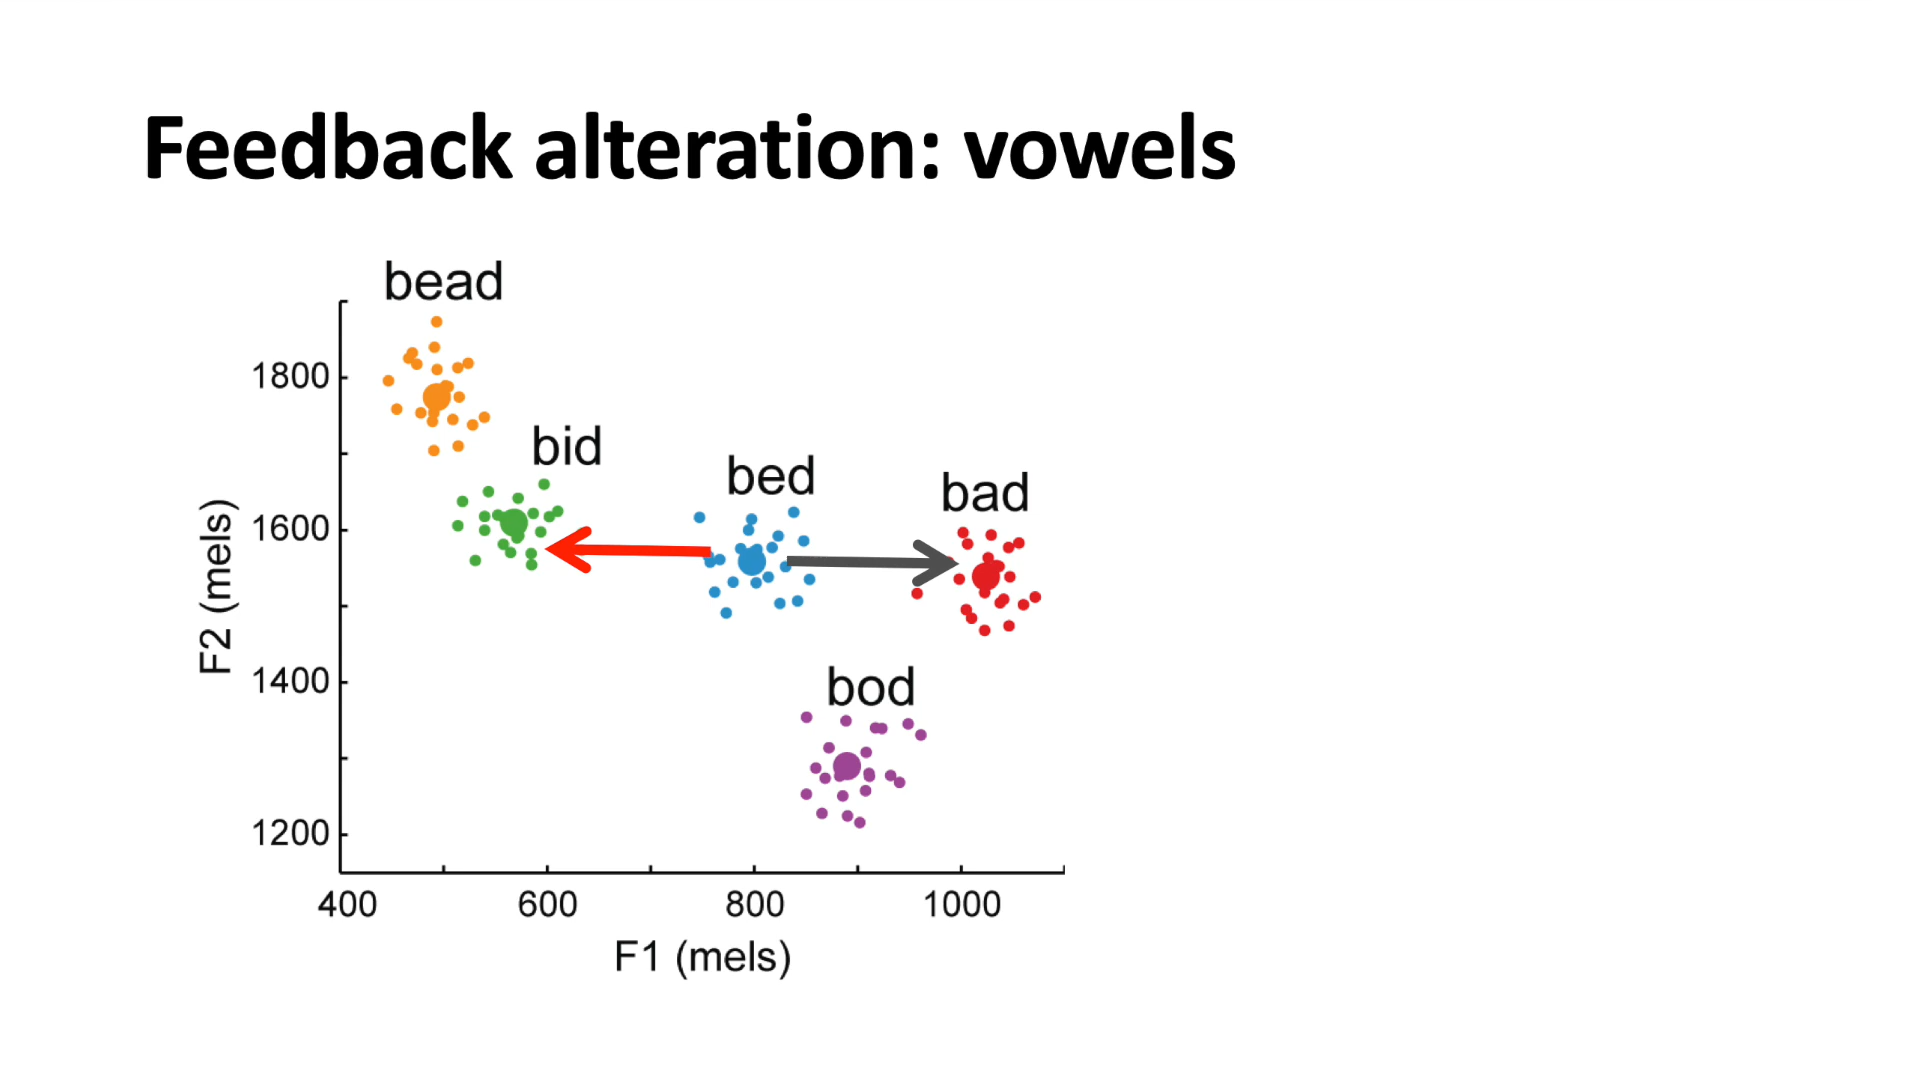 Feedback alteration: vowels
bead
bid
bed
bad
bod
1800
1600
1400
1200
F2 (mels)
400 600 800 1000
F1 (mels)